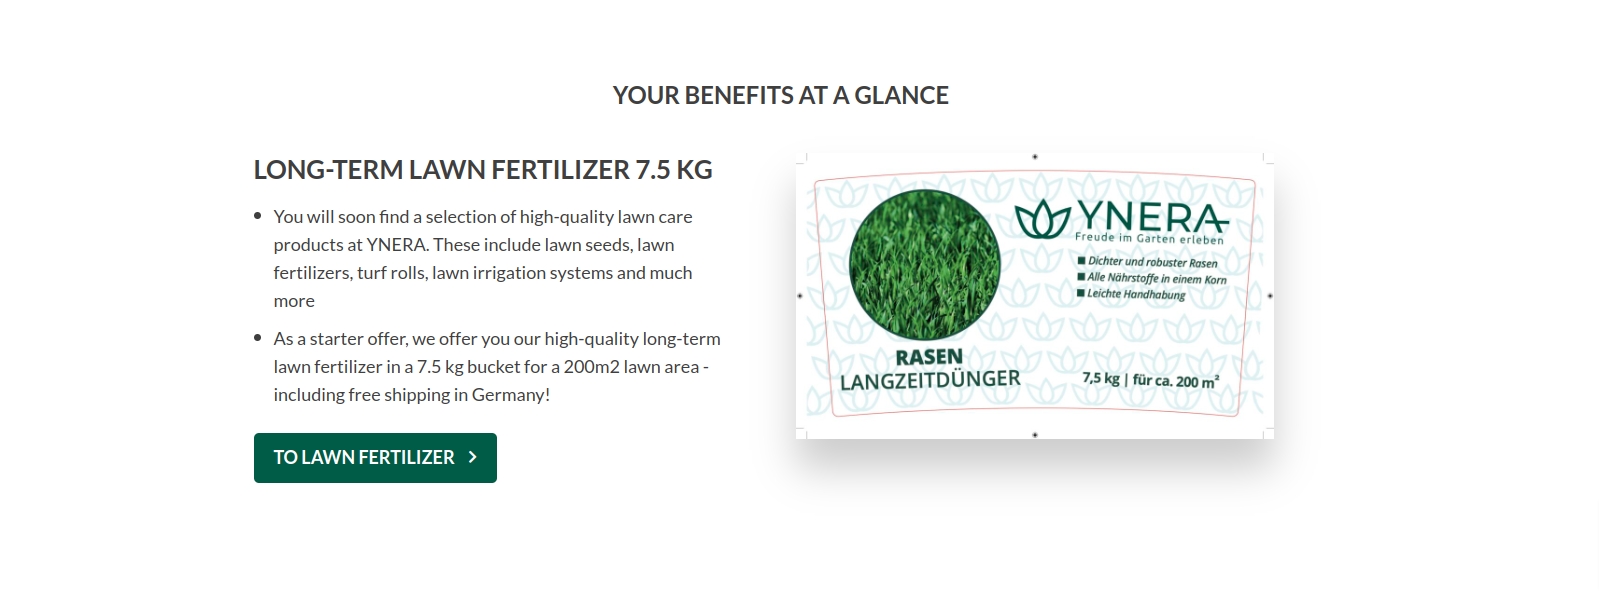 YOUR BENEFITS AT A GLANCE
LONG-TERM LAWN FERTILIZER 7.5 KG
• You will soon find a selection of high-quality lawn care
products at YNERA. These include lawn seeds, lawn
fertilizers, turf rolls, lawn irrigation systems and much
more
• As a starter offer, we offer you our high-quality long-term
lawn fertilizer in a 7.5 kg bucket for a 200m2 lawn area -
including free shipping in Germany!
TO LAWN FERTILIZER
YNERA
Freude im Garten erleben
Dichter und robuster Rasen
Alle Nährstoffe in einem Korn
Leichte Handhabung
RASEN
LANGZEITDÜNGER
7,5 kg | für ca. 200 m²